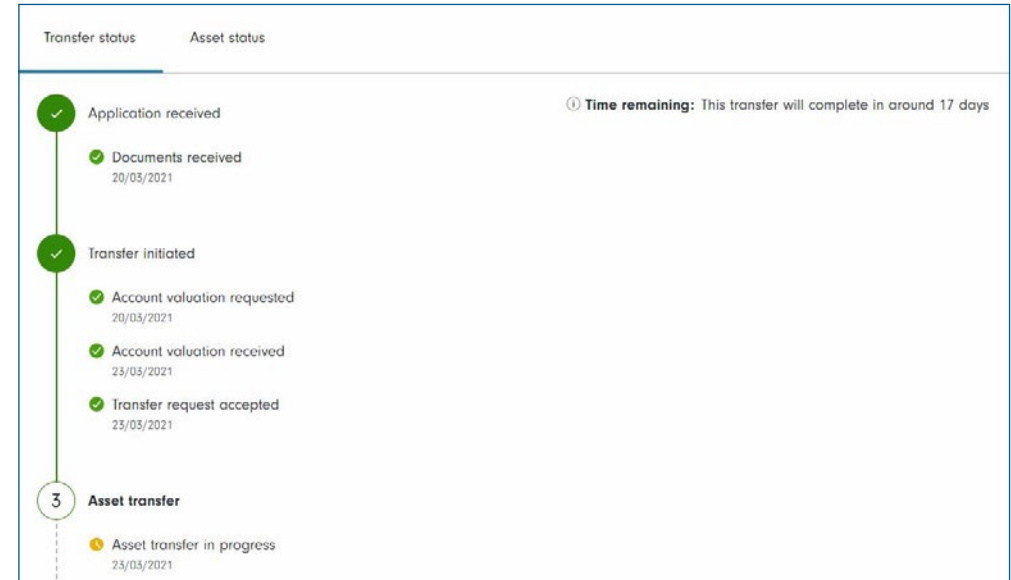 Transfer status Asset status
Application received
ⓘ Time remaining: This transfer will complete in around 17 days
Documents received
20/03/2021
Transfer initiated
Account valuation requested
20/03/2021
Account valuation received
23/03/2021
Transfer request accepted
23/03/2021
3 Asset transfer
Asset transfer in progress
23/03/2021